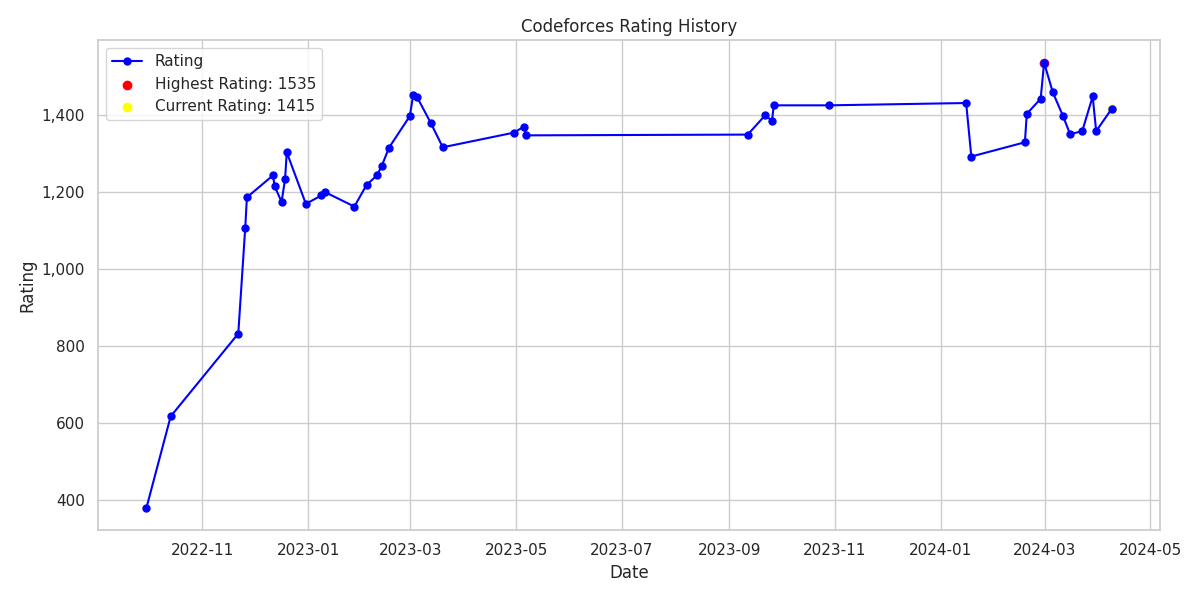 Codeforces Rating History
Rating
Highest Rating: 1535
Current Rating: 1415
1,400
1,200
1,000
800
600
400
Rating
2022-11
2023-01
2023-03
2023-05
2023-07
2023-09
2023-11
2024-01
2024-03
2024-05
Date